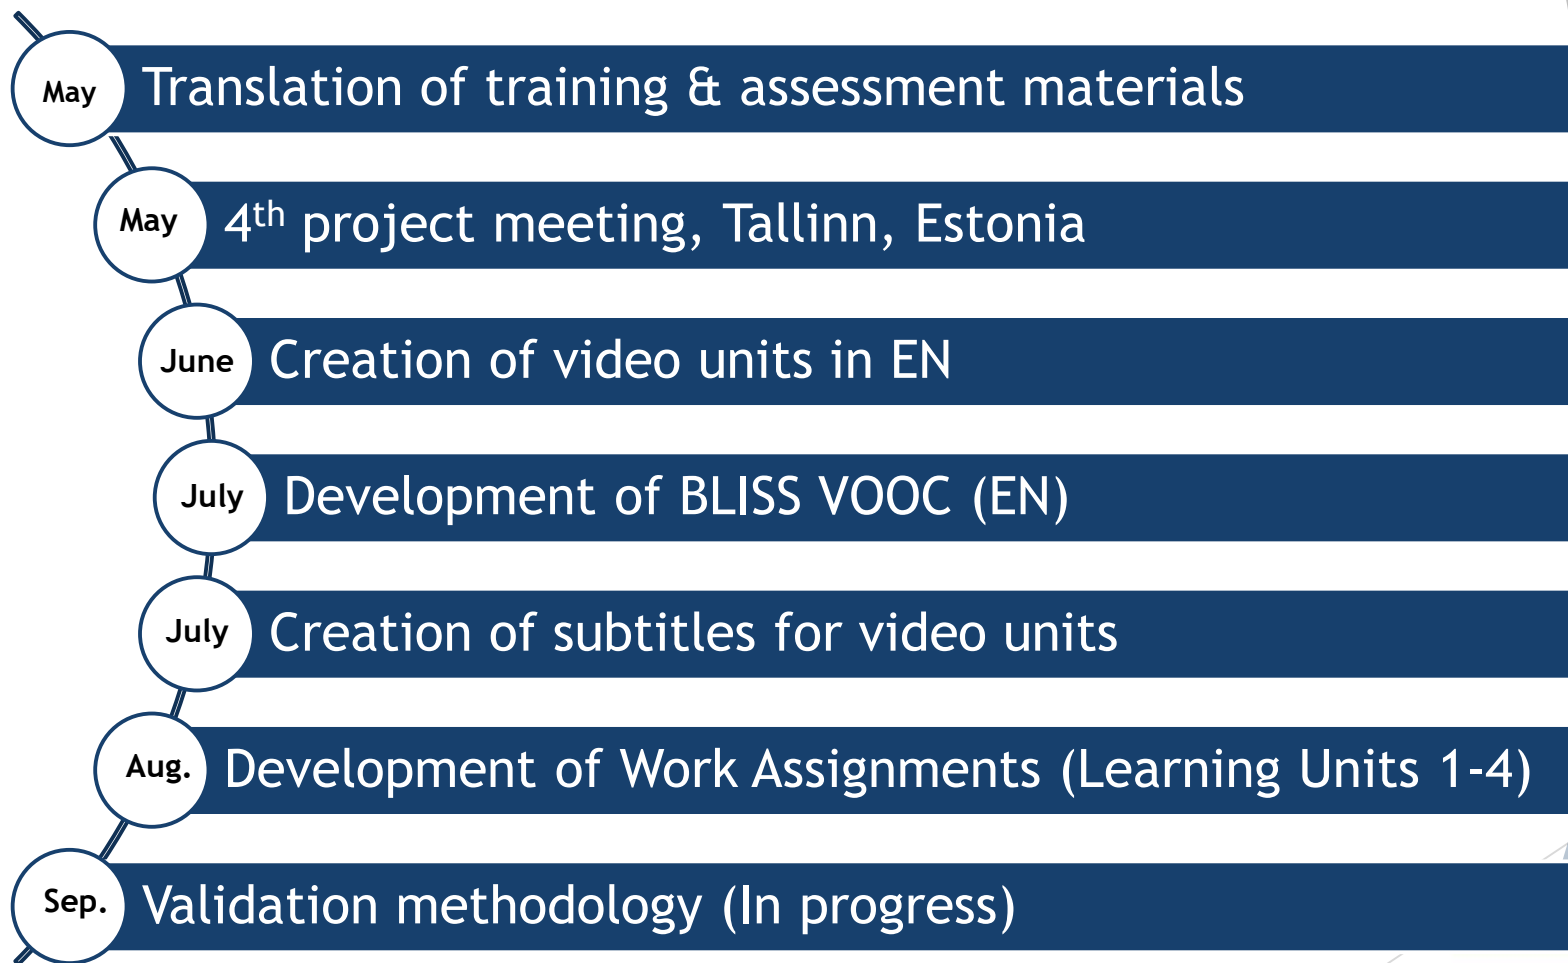 May
Translation of training & assessment materials
May
4th project meeting, Tallinn, Estonia
June
Creation of video units in EN
July
Development of BLISS VOOC (EN)
July
Creation of subtitles for video units
Aug.
Development of Work Assignments (Learning Units 1-4)
Sep.
Validation methodology (In progress)